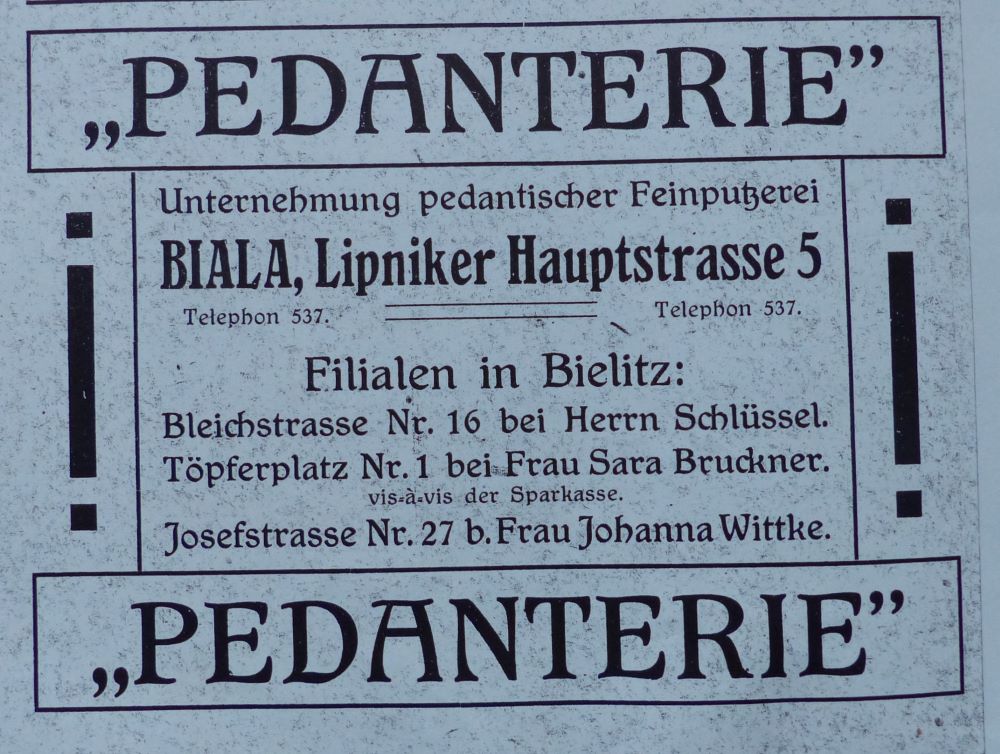 „PEDANTERIE”
Unternehmung pedantischer Feinputzerei
BIALA, Lipniker Hauptstrasse 5
Telephon 537. Telephon 537.
Filialen in Bielitz:
Bleichstrasse Nr. 16 bei Herrn Schlüssel.
Töpferplatz Nr. 1 bei Frau Sara Bruckner.
vis-à-vis der Sparkasse.
Josefstrasse Nr. 27 b. Frau Johanna Wittke.
„PEDANTERIE”